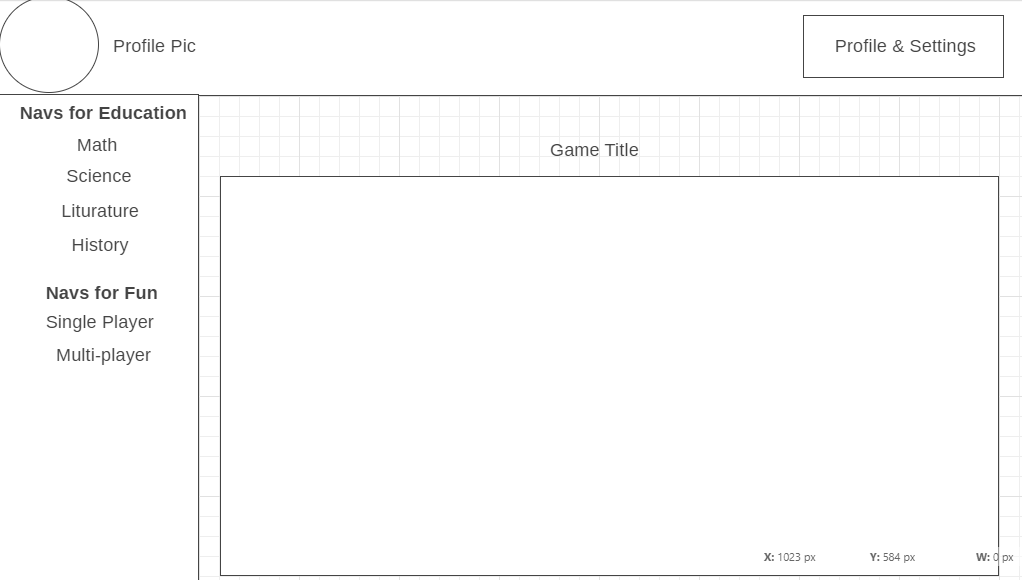 Profile Pic
Profile & Settings
Navs for Education
Math
Science
Liturature
History
Navs for Fun
Single Player
Multi-player
Game Title
X: 1023 px Y: 584 px W: 0 px